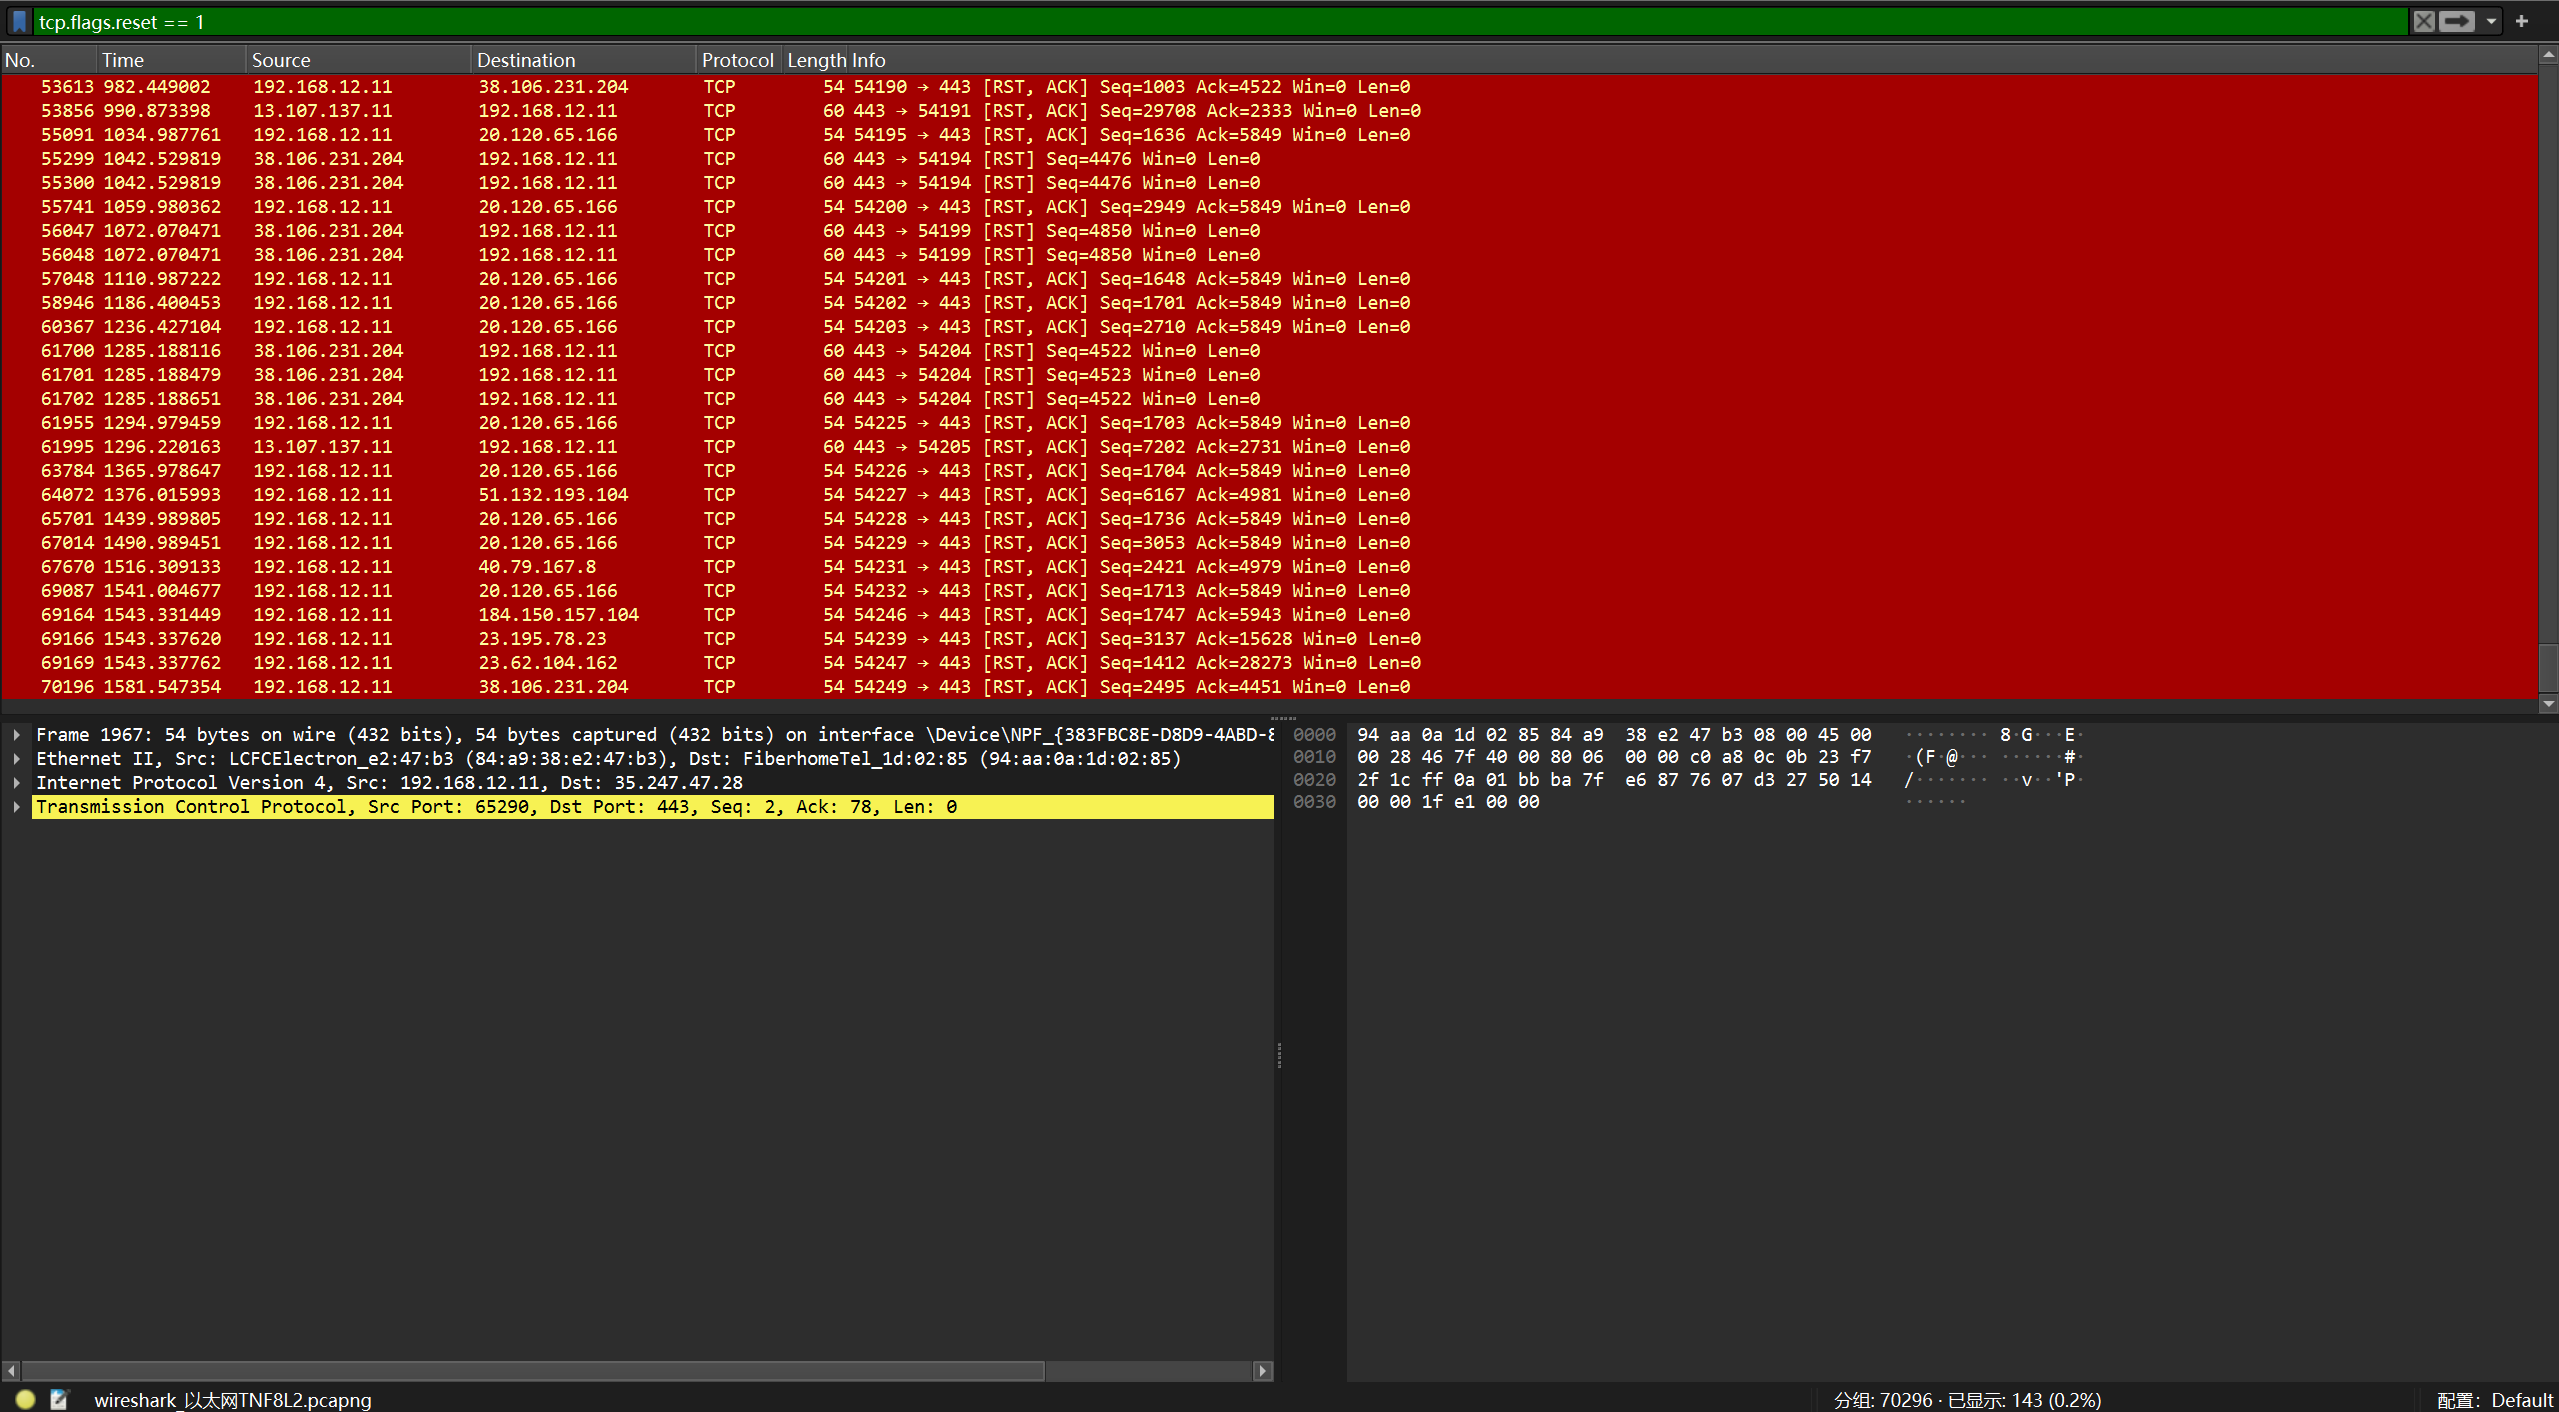 tcp.flags.reset == 1
No. Time Source Destination Protocol Length Info
53613 982.449002 192.168.12.11 38.106.231.204 TCP 54 54190 → 443 [RST, ACK] Seq=1003 Ack=4522 Win=0 Len=0
53856 990.873398 13.107.137.11 192.168.12.11 TCP 60 443 → 54191 [RST, ACK] Seq=29708 Ack=2333 Win=0 Len=0
55091 1034.987761 192.168.12.11 20.120.65.166 TCP 54 54195 → 443 [RST, ACK] Seq=1636 Ack=5849 Win=0 Len=0
55299 1042.529819 38.106.231.204 192.168.12.11 TCP 60 443 → 54194 [RST] Seq=4476 Win=0 Len=0
55300 1042.529819 38.106.231.204 192.168.12.11 TCP 60 443 → 54194 [RST] Seq=4476 Win=0 Len=0
55741 1059.980362 192.168.12.11 20.120.65.166 TCP 54 54200 → 443 [RST, ACK] Seq=2949 Ack=5849 Win=0 Len=0
56047 1072.070471 38.106.231.204 192.168.12.11 TCP 60 443 → 54199 [RST] Seq=4850 Win=0 Len=0
56048 1072.070471 38.106.231.204 192.168.12.11 TCP 60 443 → 54199 [RST] Seq=4850 Win=0 Len=0
57048 1110.987222 192.168.12.11 20.120.65.166 TCP 54 54201 → 443 [RST, ACK] Seq=1648 Ack=5849 Win=0 Len=0
58946 1186.400453 192.168.12.11 20.120.65.166 TCP 54 54202 → 443 [RST, ACK] Seq=1701 Ack=5849 Win=0 Len=0
60367 1236.427104 192.168.12.11 20.120.65.166 TCP 54 54203 → 443 [RST, ACK] Seq=2710 Ack=5849 Win=0 Len=0
61700 1285.188116 38.106.231.204 192.168.12.11 TCP 60 443 → 54204 [RST] Seq=4522 Win=0 Len=0
61701 1285.188479 38.106.231.204 192.168.12.11 TCP 60 443 → 54204 [RST] Seq=4523 Win=0 Len=0
61702 1285.188651 38.106.231.204 192.168.12.11 TCP 60 443 → 54204 [RST] Seq=4522 Win=0 Len=0
61955 1294.979459 192.168.12.11 20.120.65.166 TCP 54 54225 → 443 [RST, ACK] Seq=1703 Ack=5849 Win=0 Len=0
61995 1296.220163 13.107.137.11 192.168.12.11 TCP 60 443 → 54205 [RST, ACK] Seq=7202 Ack=2731 Win=0 Len=0
63784 1365.978647 192.168.12.11 20.120.65.166 TCP 54 54226 → 443 [RST, ACK] Seq=1704 Ack=5849 Win=0 Len=0
64072 1376.015993 192.168.12.11 51.132.193.104 TCP 54 54227 → 443 [RST, ACK] Seq=6167 Ack=4981 Win=0 Len=0
65701 1439.989805 192.168.12.11 20.120.65.166 TCP 54 54228 → 443 [RST, ACK] Seq=1736 Ack=5849 Win=0 Len=0
67014 1490.989451 192.168.12.11 20.120.65.166 TCP 54 54229 → 443 [RST, ACK] Seq=3053 Ack=5849 Win=0 Len=0
67670 1516.309133 192.168.12.11 40.79.167.8 TCP 54 54231 → 443 [RST, ACK] Seq=2421 Ack=4979 Win=0 Len=0
69087 1541.004677 192.168.12.11 20.120.65.166 TCP 54 54232 → 443 [RST, ACK] Seq=1713 Ack=5849 Win=0 Len=0
69164 1543.331449 192.168.12.11 184.150.157.104 TCP 54 54246 → 443 [RST, ACK] Seq=1747 Ack=5943 Win=0 Len=0
69166 1543.337620 192.168.12.11 23.195.78.23 TCP 54 54239 → 443 [RST, ACK] Seq=3137 Ack=15628 Win=0 Len=0
69169 1543.337762 192.168.12.11 23.62.104.162 TCP 54 54247 → 443 [RST, ACK] Seq=1412 Ack=28273 Win=0 Len=0
70196 1581.547354 192.168.12.11 38.106.231.204 TCP 54 54249 → 443 [RST, ACK] Seq=2495 Ack=4451 Win=0 Len=0
Frame 1967: 54 bytes on wire (432 bits), 54 bytes captured (432 bits) on interface \Device\NPF_{383FBC8E-D8D9-4ABD-8
Ethernet II, Src: LCFCElectron_e2:47:b3 (84:a9:38:e2:47:b3), Dst: FiberhomeTel_1d:02:85 (94:aa:0a:1d:02:85)
Internet Protocol Version 4, Src: 192.168.12.11, Dst: 35.247.47.28
Transmission Control Protocol, Src Port: 65290, Dst Port: 443, Seq: 2, Ack: 78, Len: 0
0000 94 aa 0a 1d 02 85 84 a9 38 e2 47 b3 08 00 45 00 ········ 8·G···E·
0010 00 28 46 7f 40 00 80 06 00 00 c0 a8 0c 0b 23 f7 ·(F·@··· ······#·
0020 2f 1c ff 0a 01 bb ba 7f e6 87 76 07 d3 27 50 14 /······· ··v··'P·
0030 00 00 1f e1 00 00 ······
wireshark_以太网TNF8L2.pcapng
分组: 70296 · 已显示: 143 (0.2%)
配置: Default